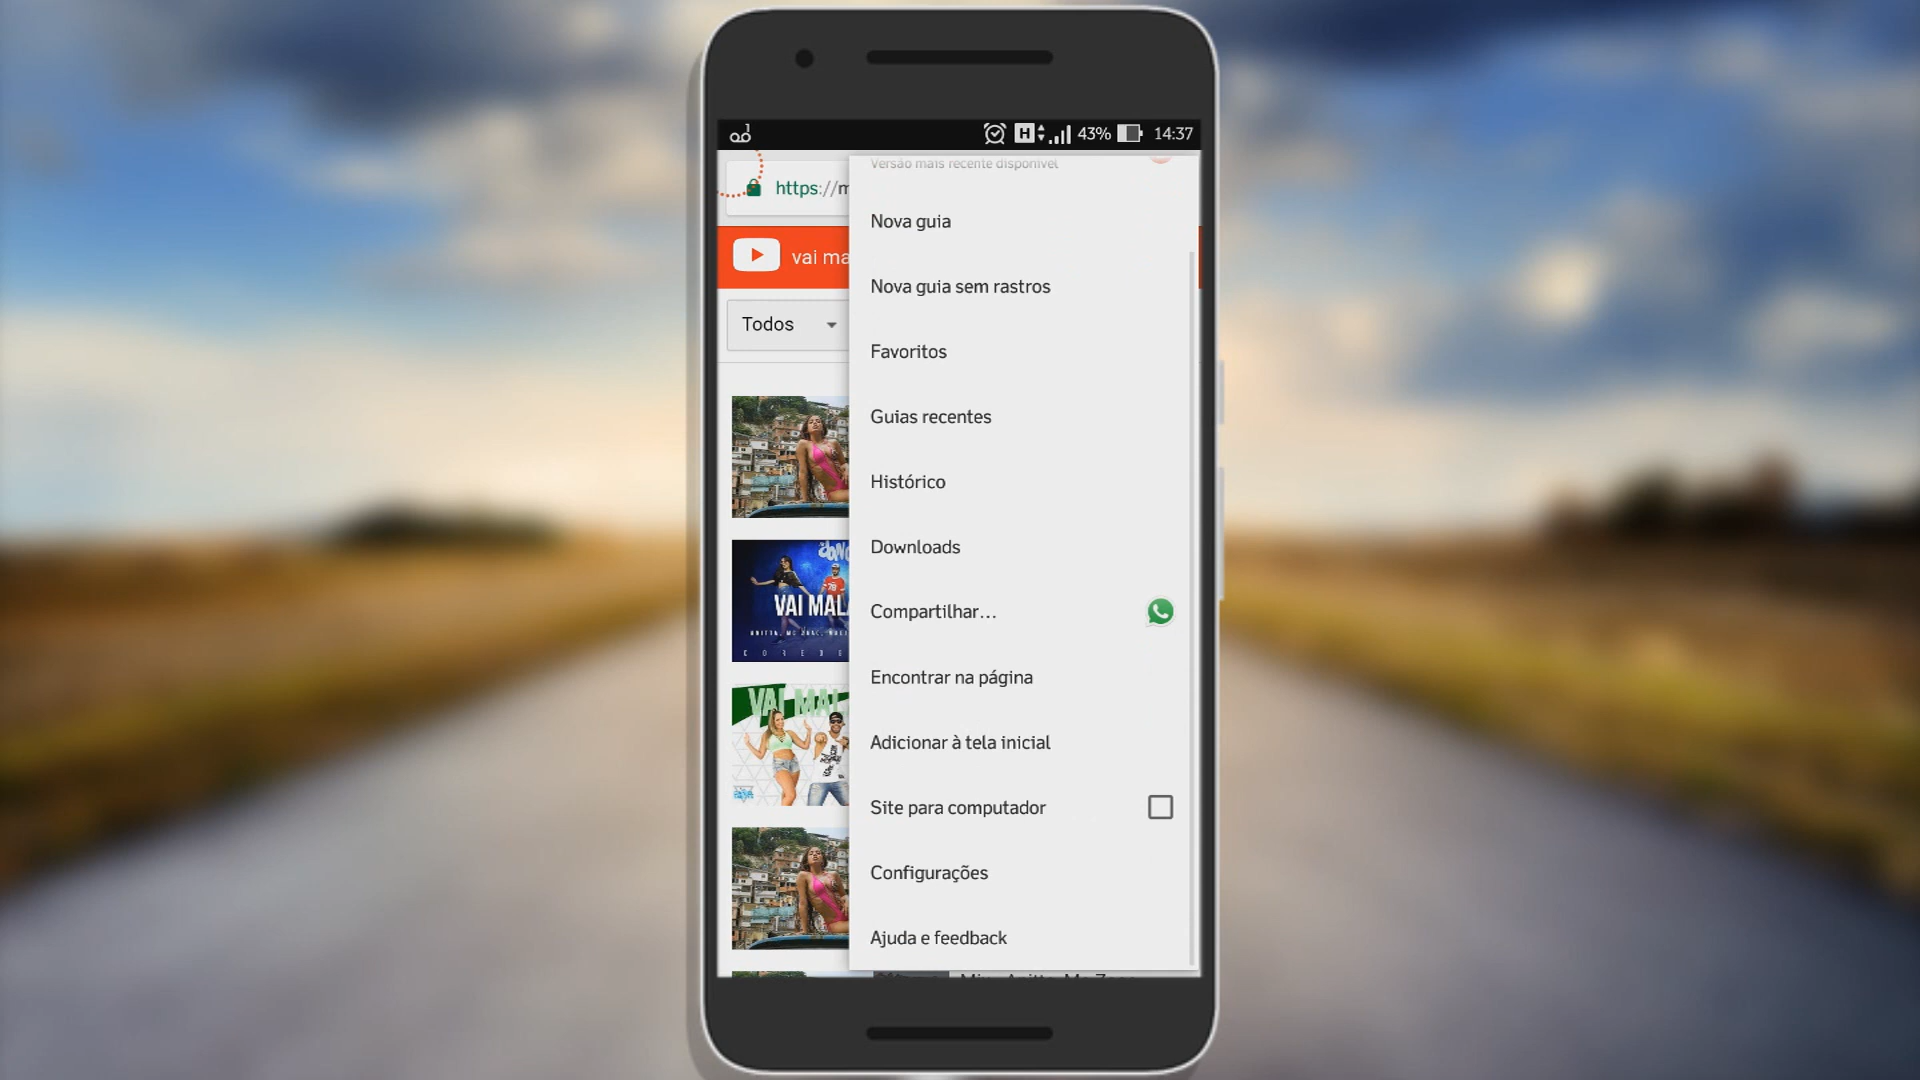 43% 14:37
Versão mais recente disponível
https://m
Nova guia
vai ma
Nova guia sem rastros
Todos
Favoritos
Guias recentes
Histórico
Downloads
Compartilhar...
VAI MALA
Encontrar na página
VAI MAL
Adicionar à tela inicial
Site para computador
Configurações
Ajuda e feedback